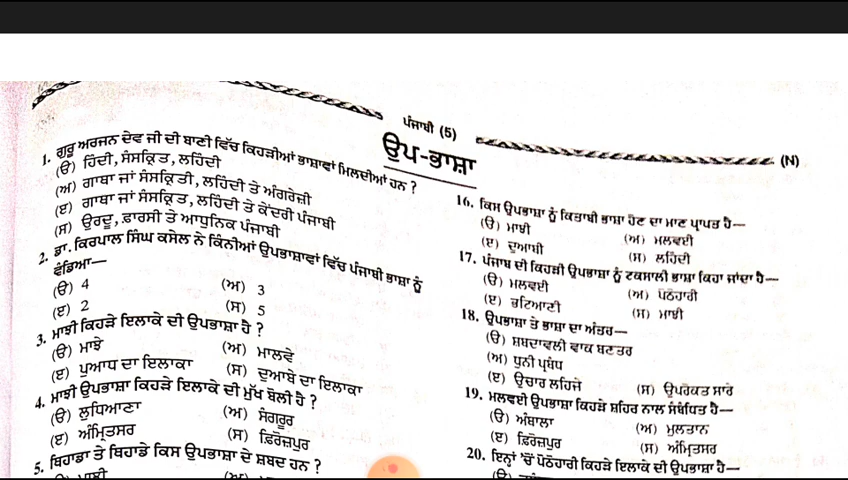 ਪੰਜਾਬੀ (5)
(N)
ਉਪ-ਭਾਸ਼ਾ
1. ਗੁਰੂ ਅਰਜਨ ਦੇਵ ਜੀ ਦੀ ਬਾਣੀ ਵਿੱਚ ਕਿਹੜੀਆਂ ਭਾਸ਼ਾਵਾਂ ਮਿਲਦੀਆਂ ਹਨ ?
(ੳ) ਹਿੰਦੀ, ਸੰਸਕ੍ਰਿਤ, ਲਹਿੰਦੀ
(ਅ) ਗਾਥਾ ਜਾਂ ਸੰਸਕ੍ਰਿਤੀ, ਲਹਿੰਦੀ ਤੇ ਅੰਗਰੇਜ਼ੀ
(ੲ) ਗਾਥਾ ਜਾਂ ਸੰਸਕ੍ਰਿਤ, ਲਹਿੰਦੀ ਤੇ ਕੇਂਦਰੀ ਪੰਜਾਬੀ
(ਸ) ਉਰਦੂ, ਫ਼ਾਰਸੀ ਤੇ ਆਧੁਨਿਕ ਪੰਜਾਬੀ
2. ਡਾ. ਕਿਰਪਾਲ ਸਿੰਘ ਕਸੇਲ ਨੇ ਕਿੰਨੀਆਂ ਉਪਭਾਸ਼ਾਵਾਂ ਵਿੱਚ ਪੰਜਾਬੀ ਭਾਸ਼ਾ ਨੂੰ
ਵੰਡਿਆ—
(ੳ) 4 (ਅ) 3
(ੲ) 2 (ਸ) 5
3. ਮਾਝੀ ਕਿਹੜੇ ਇਲਾਕੇ ਦੀ ਉਪਭਾਸ਼ਾ ਹੈ ?
(ੳ) ਮਾਝੇ (ਅ) ਮਾਲਵੇ
(ੲ) ਪੁਆਧ ਦਾ ਇਲਾਕਾ (ਸ) ਦੁਆਬੇ ਦਾ ਇਲਾਕਾ
4. ਮਾਝੀ ਉਪਭਾਸ਼ਾ ਕਿਹੜੇ ਇਲਾਕੇ ਦੀ ਮੁੱਖ ਬੋਲੀ ਹੈ ?
(ੳ) ਲੁਧਿਆਣਾ (ਅ) ਸੰਗਰੂਰ
(ੲ) ਅੰਮ੍ਰਿਤਸਰ (ਸ) ਫ਼ਿਰੋਜ਼ਪੁਰ
5. ਥਿਹਾਡਾ ਤੇ ਥਿਹਾਡੇ ਕਿਸ ਉਪਭਾਸ਼ਾ ਦੇ ਸ਼ਬਦ ਹਨ ?
16. ਕਿਸ ਉਪਭਾਸ਼ਾ ਨੂੰ ਕਿਤਾਬੀ ਭਾਸ਼ਾ ਹੋਣ ਦਾ ਮਾਣ ਪ੍ਰਾਪਤ ਹੈ—
(ੳ) ਮਾਝੀ (ਅ) ਮਲਵਈ
(ੲ) ਦੁਆਬੀ (ਸ) ਲਹਿੰਦੀ
17. ਪੰਜਾਬ ਦੀ ਕਿਹੜੀ ਉਪਭਾਸ਼ਾ ਨੂੰ ਟਕਸਾਲੀ ਭਾਸ਼ਾ ਕਿਹਾ ਜਾਂਦਾ ਹੈ—
(ੳ) ਮਲਵਈ (ਅ) ਪੋਠੋਹਾਰੀ
(ੲ) ਭਟਿਆਣੀ (ਸ) ਮਾਝੀ
18. ਉਪਭਾਸ਼ਾ ਤੇ ਭਾਸ਼ਾ ਦਾ ਅੰਤਰ—
(ੳ) ਸ਼ਬਦਾਵਲੀ ਵਾਕ ਬਣਤਰ
(ਅ) ਧੁਨੀ ਪ੍ਰਬੰਧ
(ੲ) ਉਚਾਰ ਲਹਿਜੇ (ਸ) ਉਪਰੋਕਤ ਸਾਰੇ
19. ਮਲਵਈ ਉਪਭਾਸ਼ਾ ਕਿਹੜੇ ਸ਼ਹਿਰ ਨਾਲ ਸੰਬੰਧਿਤ ਹੈ—
(ੳ) ਅੰਬਾਲਾ (ਅ) ਮੁਲਤਾਨ
(ੲ) ਫ਼ਿਰੋਜ਼ਪੁਰ (ਸ) ਅੰਮ੍ਰਿਤਸਰ
20. ਇਨ੍ਹਾਂ 'ਚੋਂ ਪੋਠੋਹਾਰੀ ਕਿਹੜੇ ਇਲਾਕੇ ਦੀ ਉਪਭਾਸ਼ਾ ਹੈ—